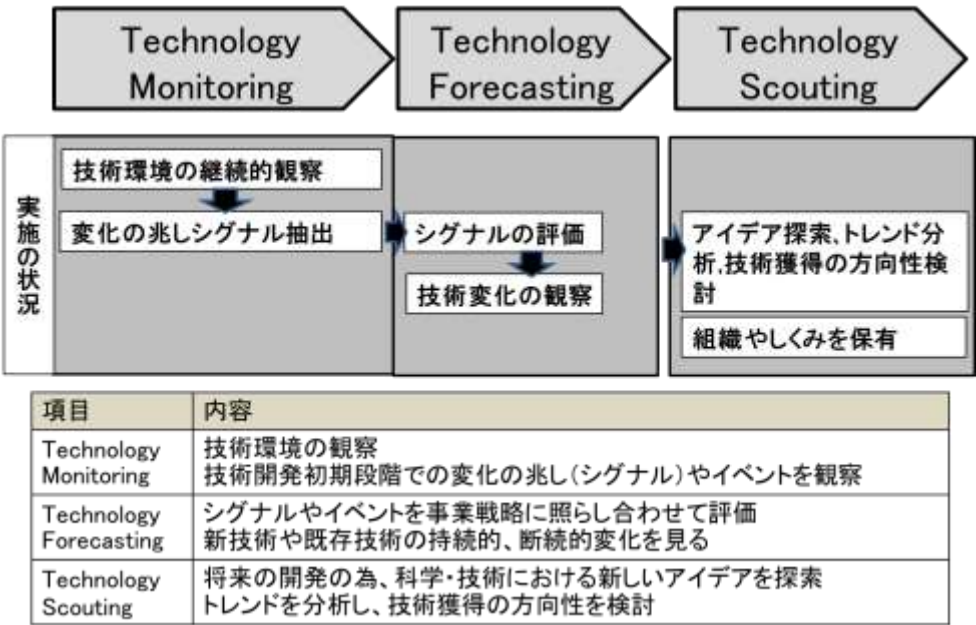 Technology
Monitoring
Technology
Forecasting
Technology
Scouting
実施の状況
技術環境の継続的観察
変化の兆しシグナル抽出
シグナルの評価
技術変化の観察
アイデア探索､トレンド分
析､技術獲得の方向性検
討
組織やしくみを保有
項目
内容
Technology
Monitoring
技術環境の観察
技術開発初期段階での変化の兆し(シグナル)やイベントを観察
Technology
Forecasting
シグナルやイベントを事業戦略に照らし合わせて評価
新技術や既存技術の持続的、断続的変化を見る
Technology
Scouting
将来の開発の為、科学・技術における新しいアイデアを探索
トレンドを分析し、技術獲得の方向性を検討